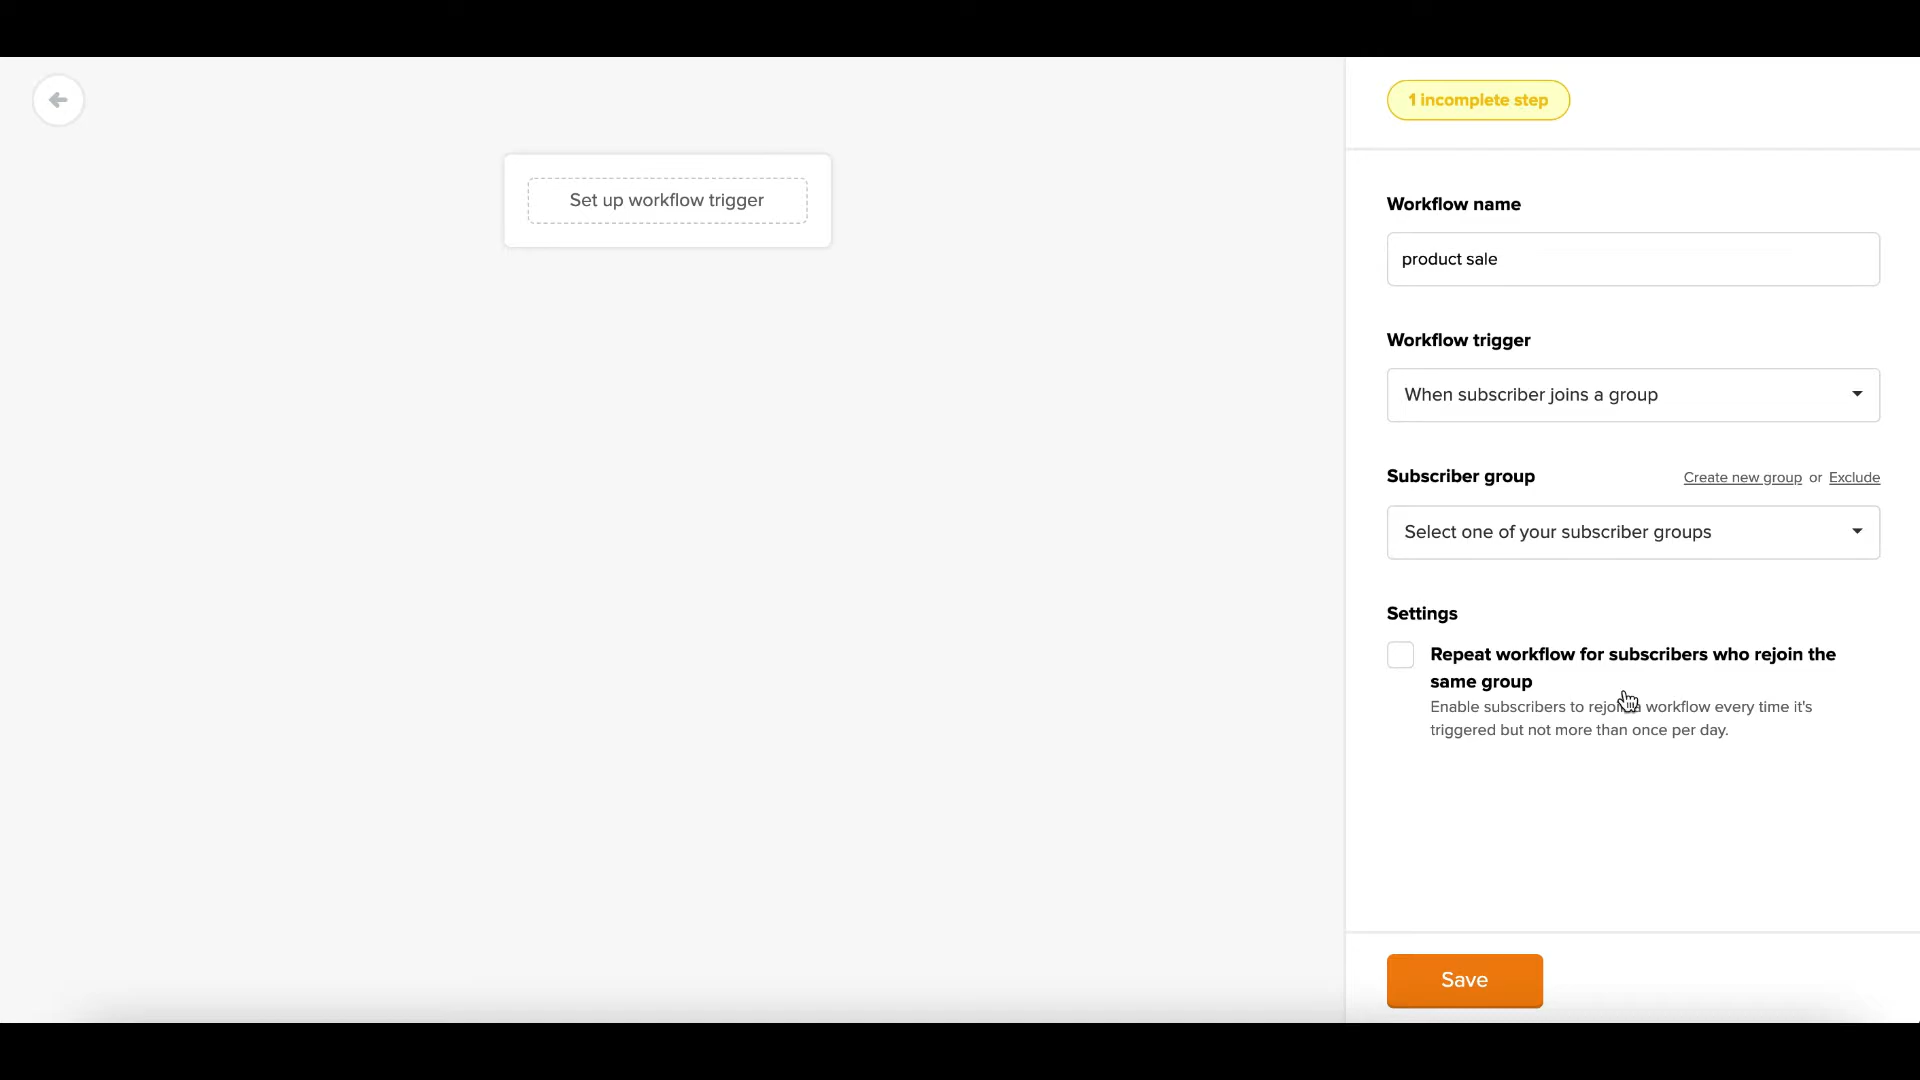 1 incomplete step
Set up workflow trigger
Workflow name
product sale
Workflow trigger
When subscriber joins a group
Subscriber group
Create new group or Exclude
Select one of your subscriber groups
Settings
Repeat workflow for subscribers who rejoin the
same group
Enable subscribers to rejoin a workflow every time it's
triggered but not more than once per day.
Save